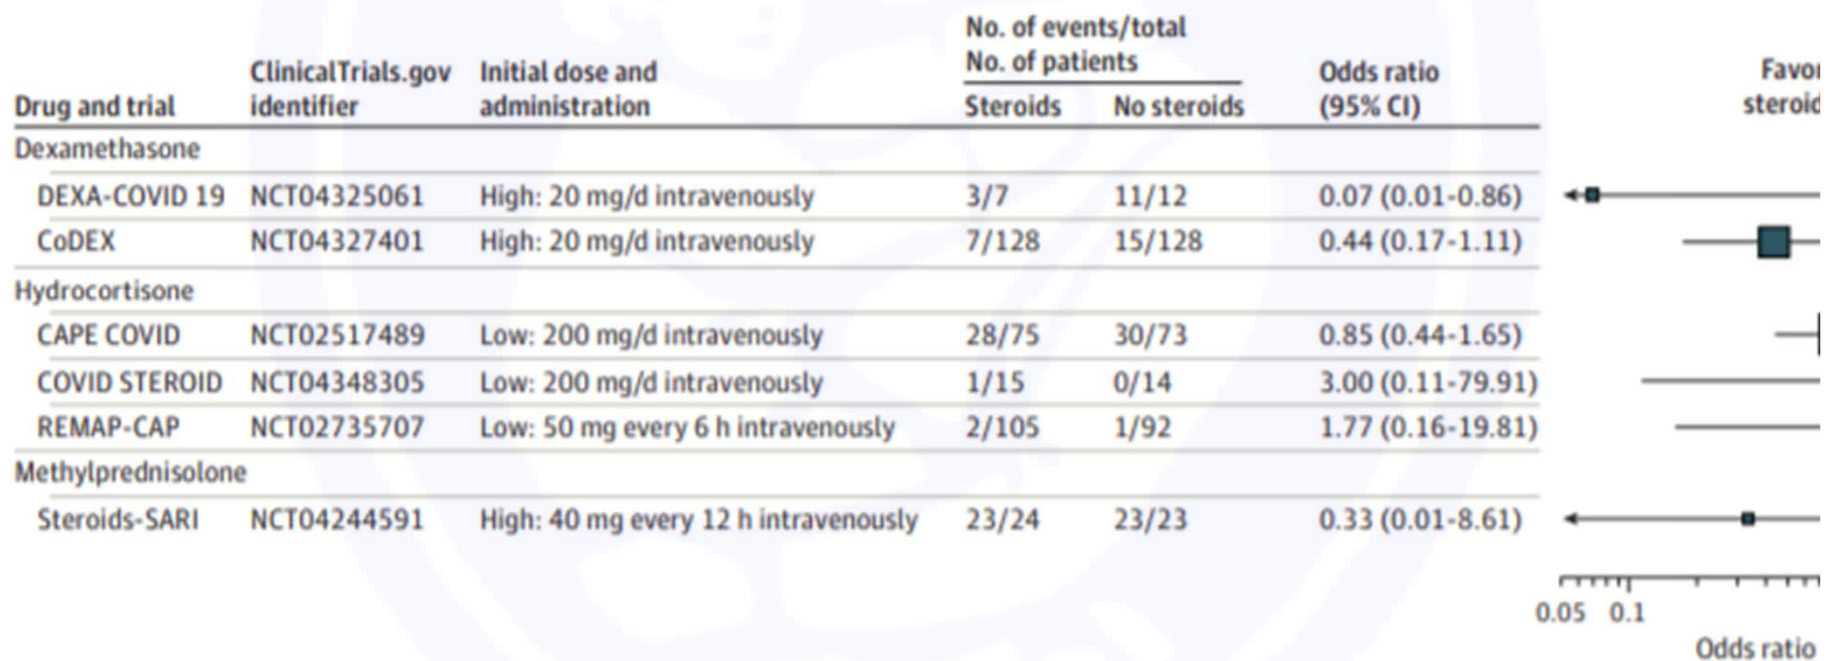 No. of events/total
ClinicalTrials.gov Initial dose and No. of patients Odds ratio Favor
Drug and trial identifier administration Steroids No steroids (95% CI) steroid
Dexamethasone
DEXA-COVID 19 NCT04325061 High: 20 mg/d intravenously 3/7 11/12 0.07 (0.01-0.86)
CoDEX NCT04327401 High: 20 mg/d intravenously 7/128 15/128 0.44 (0.17-1.11)
Hydrocortisone
CAPE COVID NCT02517489 Low: 200 mg/d intravenously 28/75 30/73 0.85 (0.44-1.65)
COVID STEROID NCT04348305 Low: 200 mg/d intravenously 1/15 0/14 3.00 (0.11-79.91)
REMAP-CAP NCT02735707 Low: 50 mg every 6 h intravenously 2/105 1/92 1.77 (0.16-19.81)
Methylprednisolone
Steroids-SARI NCT04244591 High: 40 mg every 12 h intravenously 23/24 23/23 0.33 (0.01-8.61)
0.05 0.1
Odds ratio